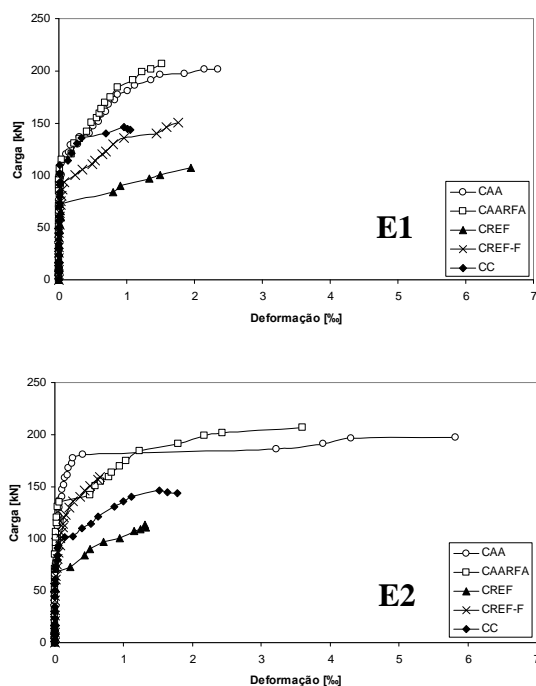 250
200
150
100
50
0
Carga [kN]
E1
CAA
CAARFA
CREF
CREF-F
CC
0 1 2 3 4 5 6 7
Deformação [‰]
250
200
150
100
50
0
Carga [kN]
E2
CAA
CAARFA
CREF
CREF-F
CC
0 1 2 3 4 5 6 7
Deformação [‰]